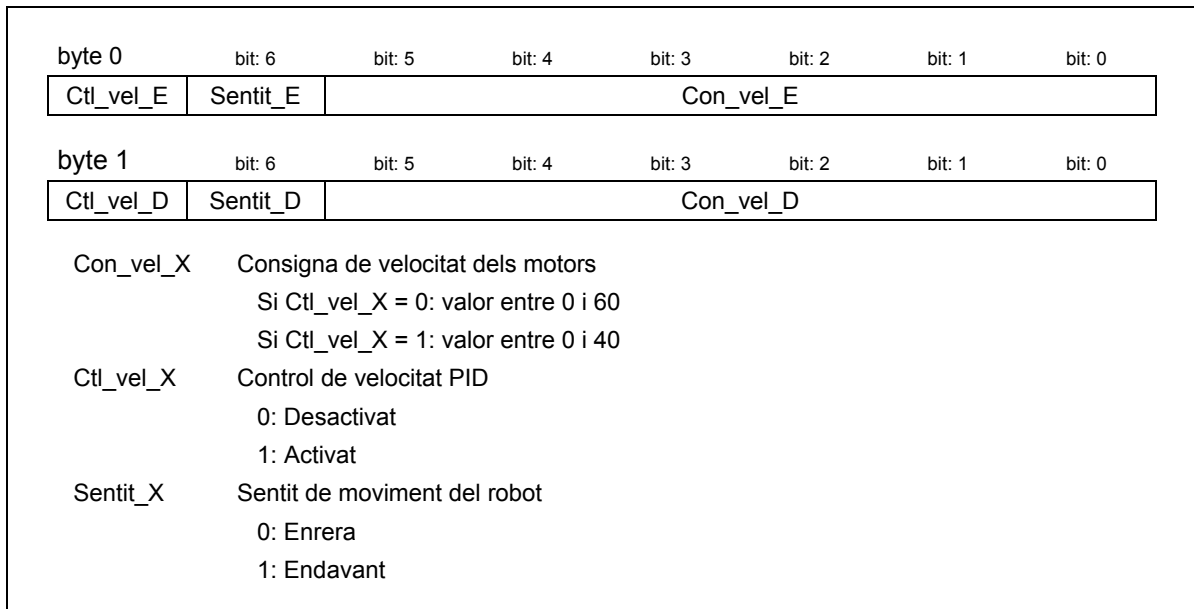 byte 0 bit: 6 bit: 5 bit: 4 bit: 3 bit: 2 bit: 1 bit: 0
Ctl_vel_E Sentit_E Con_vel_E
byte 1 bit: 6 bit: 5 bit: 4 bit: 3 bit: 2 bit: 1 bit: 0
Ctl_vel_D Sentit_D Con_vel_D
Con_vel_X Consigna de velocitat dels motors
Si Ctl_vel_X = 0: valor entre 0 i 60
Si Ctl_vel_X = 1: valor entre 0 i 40
Ctl_vel_X Control de velocitat PID
0: Desactivat
1: Activat
Sentit_X Sentit de moviment del robot
0: Enrera
1: Endavant